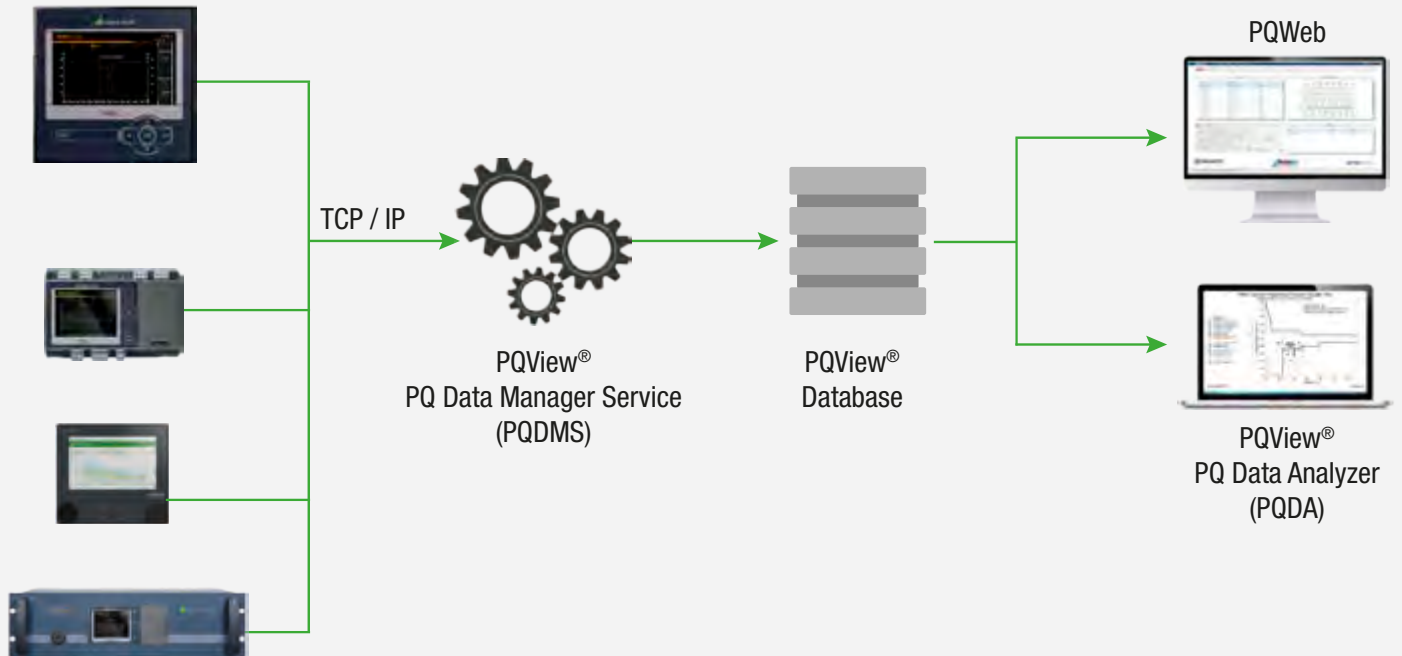 PQWeb
TCP / IP
PQView®
PQ Data Manager Service
(PQDMS)
PQView®
Database
PQView®
PQ Data Analyzer
(PQDA)